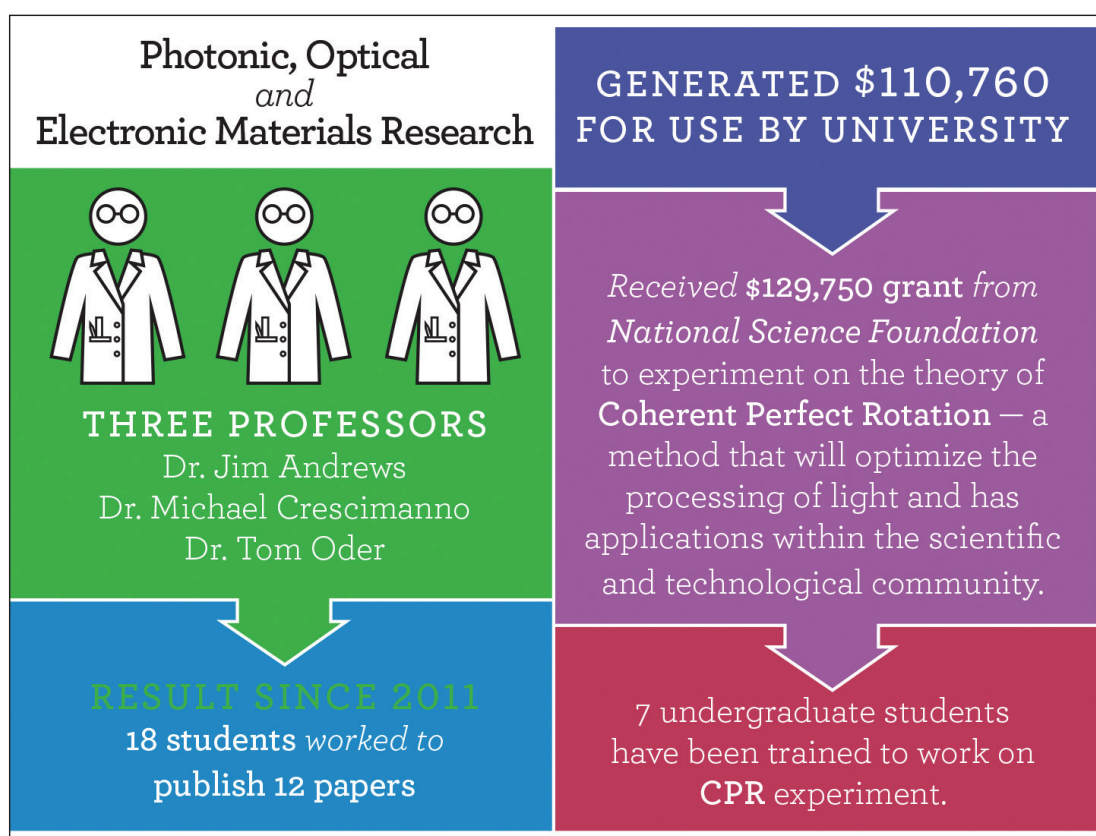 Photonic, Optical
and
Electronic Materials Research
THREE PROFESSORS
Dr. Jim Andrews
Dr. Michael Crescimanno
Dr. Tom Oder
RESULT SINCE 2011
18 students worked to
publish 12 papers
GENERATED $110,760
FOR USE BY UNIVERSITY
Received $129,750 grant from
National Science Foundation
to experiment on the theory of
Coherent Perfect Rotation — a
method that will optimize the
processing of light and has
applications within the scientific
and technological community.
7 undergraduate students
have been trained to work on
CPR experiment.